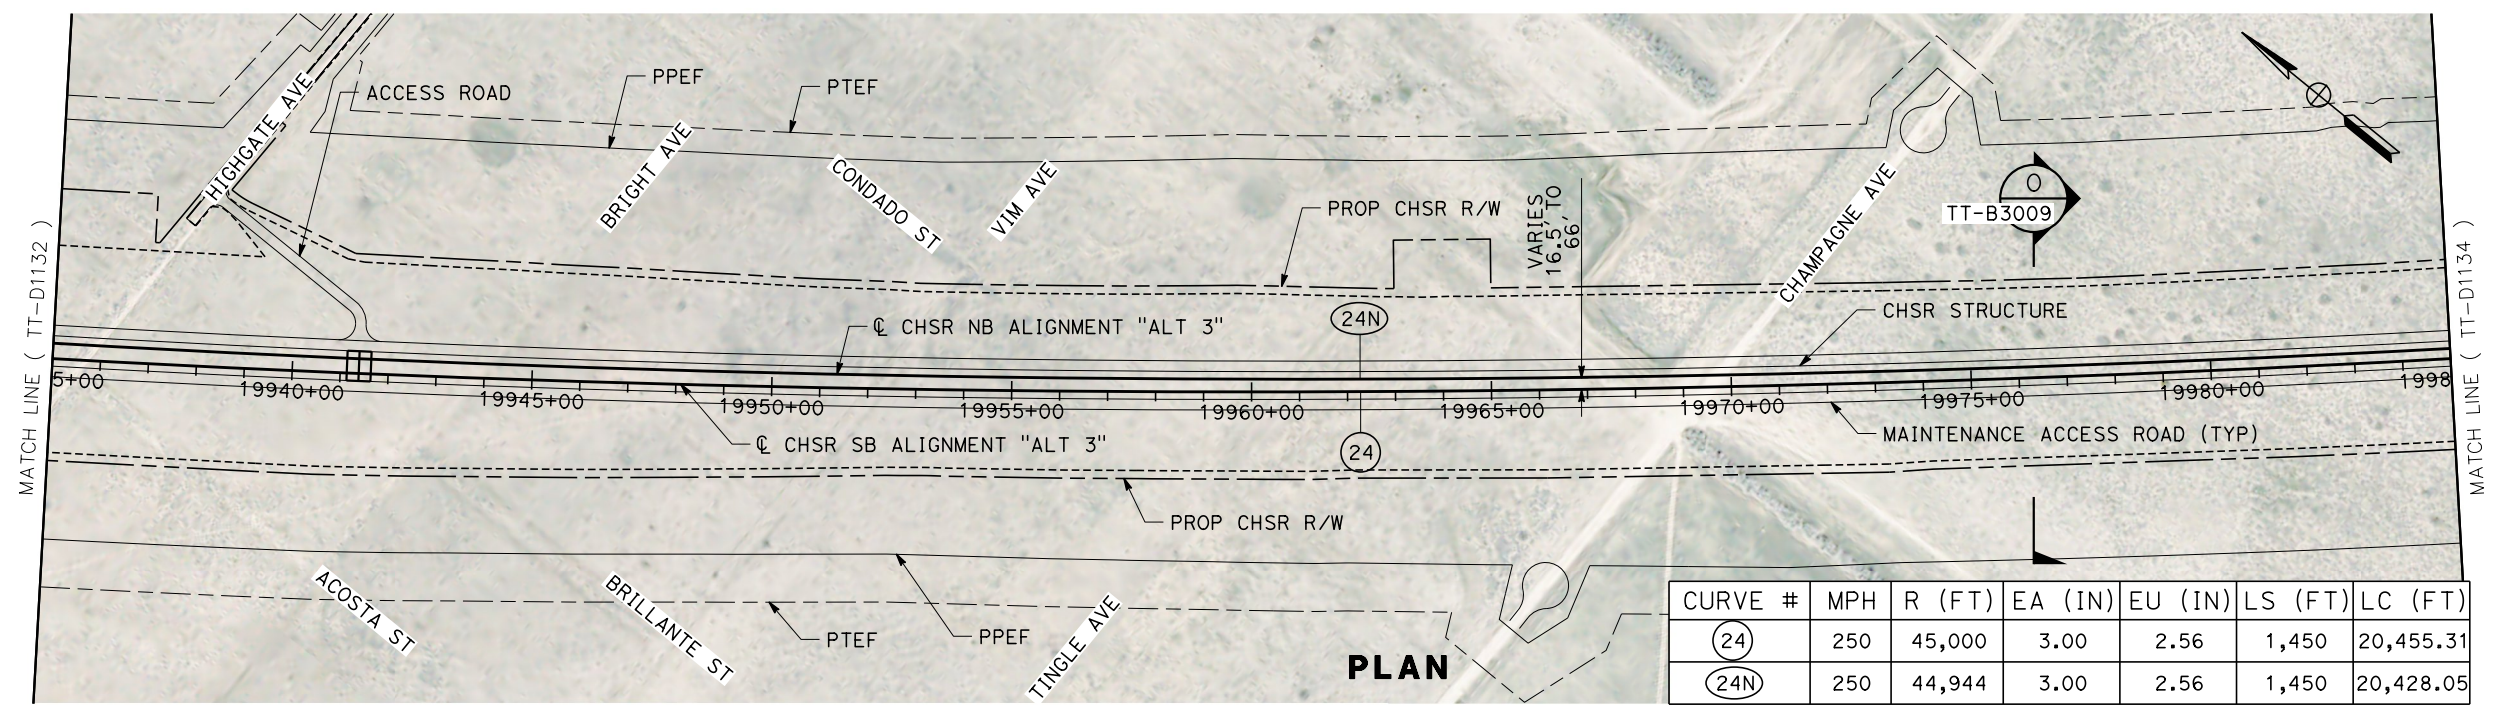 PPEF
PTEF
ACCESS ROAD
HIGHGATE AVE
BRIGHT AVE
CONDADO ST
VIM AVE
PROP CHSR R/W
VARIES
16.5' TO
66'
CHAMPAGNE AVE
0
TT-B3009
MATCH LINE ( TT-D1132 )
MATCH LINE ( TT-D1134 )
24N
℄ CHSR NB ALIGNMENT "ALT 3"
CHSR STRUCTURE
5+00
19940+00
19945+00
19950+00
19955+00
19960+00
19965+00
19970+00
19975+00
19980+00
1998
℄ CHSR SB ALIGNMENT "ALT 3"
24
MAINTENANCE ACCESS ROAD (TYP)
PROP CHSR R/W
ACOSTA ST
BRILLANTE ST
TINGLE AVE
PTEF
PPEF
PLAN
CURVE # MPH R (FT) EA (IN) EU (IN) LS (FT) LC (FT)
24 250 45,000 3.00 2.56 1,450 20,455.31
24N 250 44,944 3.00 2.56 1,450 20,428.05